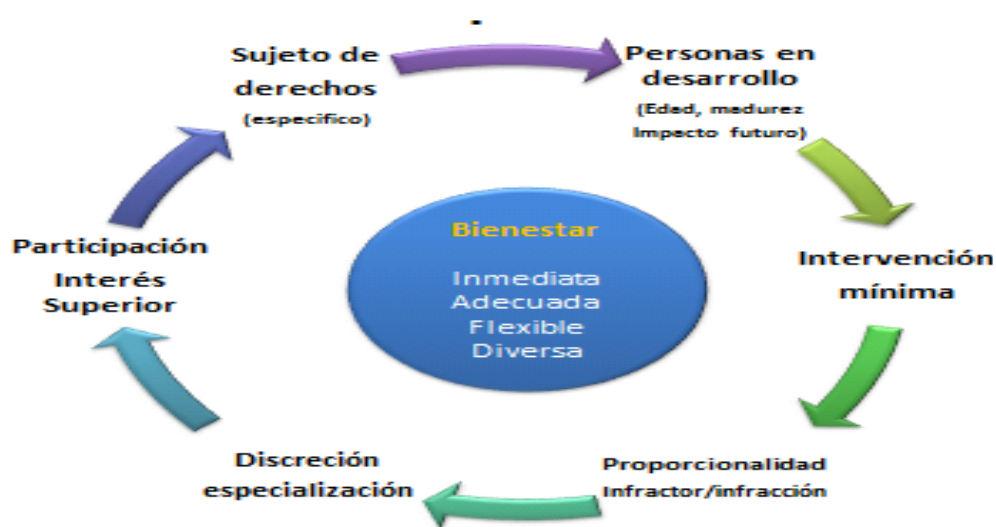 Sujeto de
derechos
(especifico)
Personas en
desarrollo
(Edad, madurez
Impacto futuro)
Intervención
mínima
Proporcionalidad
Infractor/infracción
Discreción
especialización
Participación
Interés
Superior
Bienestar
Inmediata
Adecuada
Flexible
Diversa